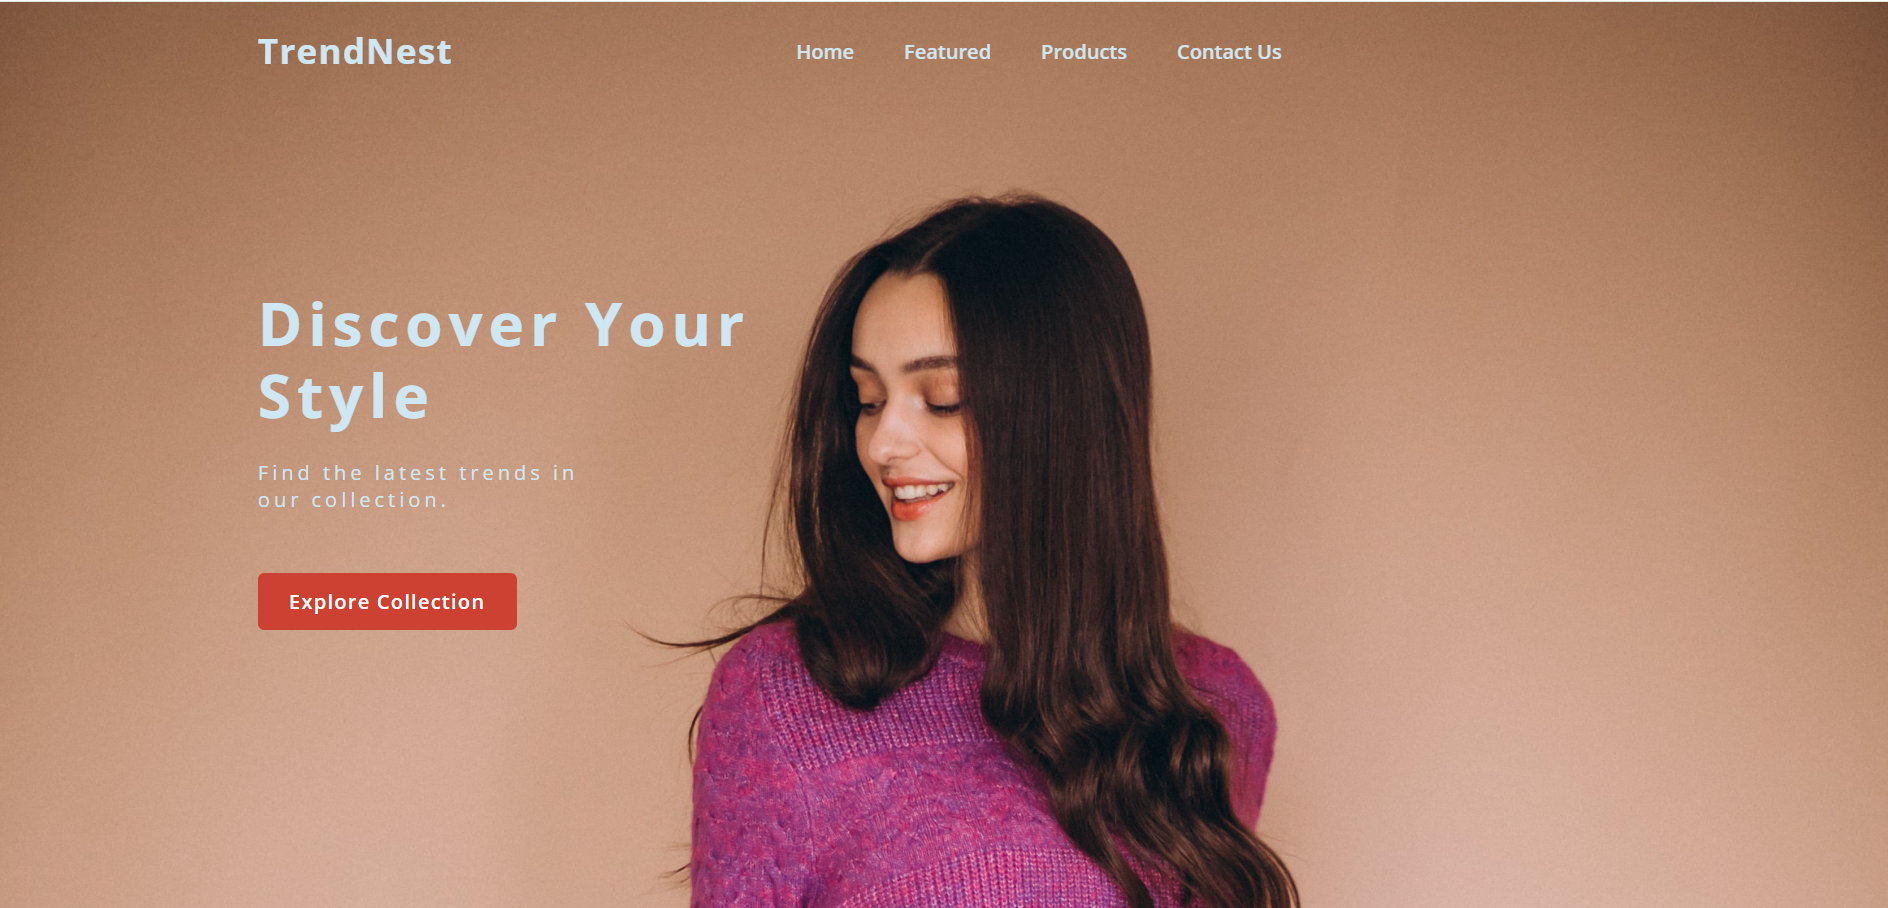 TrendNest
Home Featured Products Contact Us
Discover Your
Style
Find the latest trends in
our collection.
Explore Collection